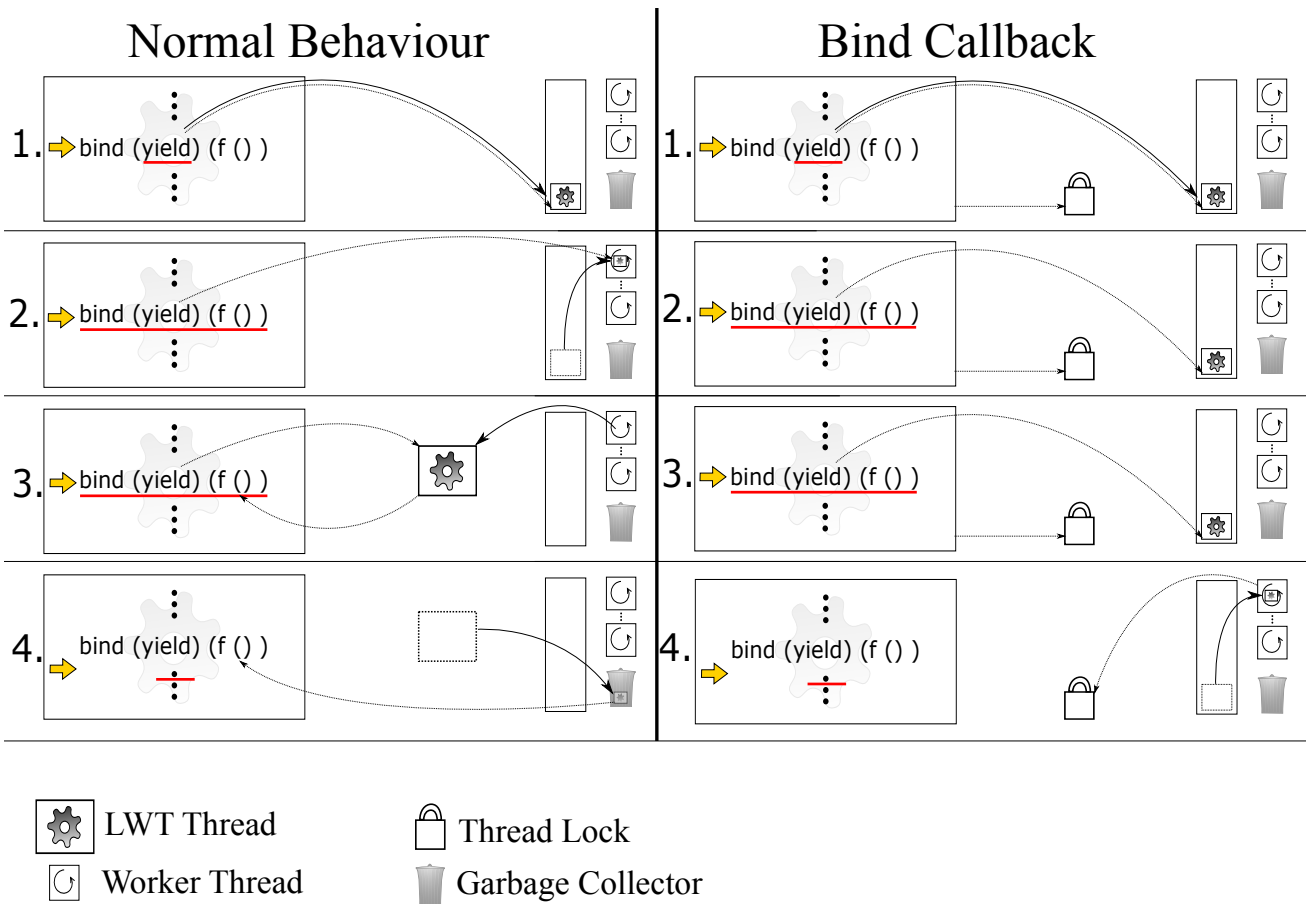 Normal Behaviour
Bind Callback
1. bind (yield) (f () )
1. bind (yield) (f () )
2. bind (yield) (f () )
2. bind (yield) (f () )
3. bind (yield) (f () )
3. bind (yield) (f () )
4. bind (yield) (f () )
4. bind (yield) (f () )
LWT Thread
Thread Lock
Worker Thread
Garbage Collector